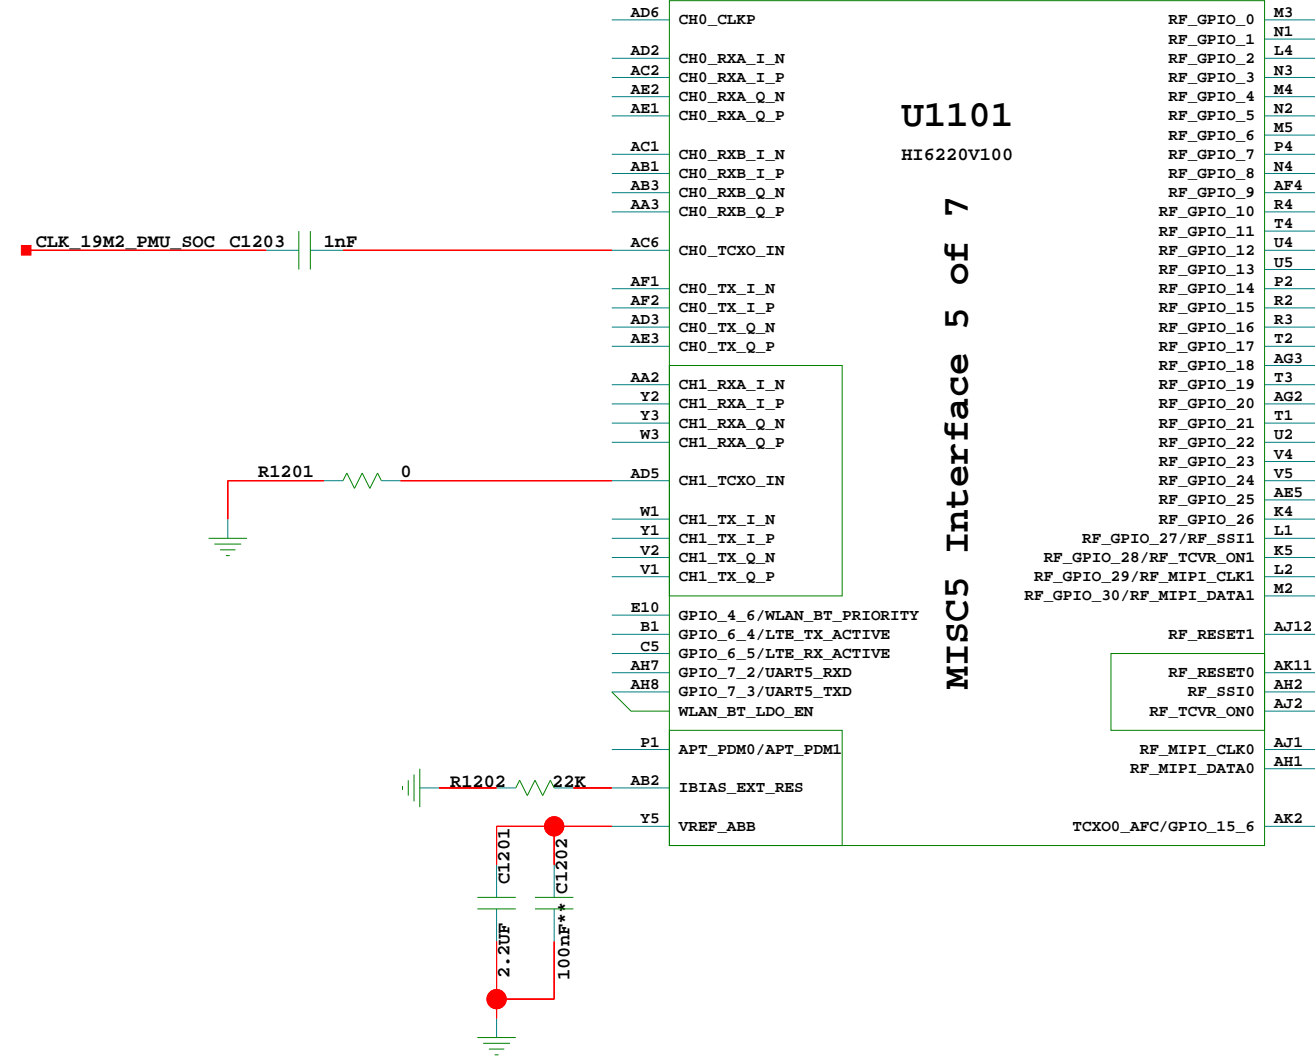 AD6 CH0_CLKP
AD2 CH0_RXA_I_N
AC2 CH0_RXA_I_P
AE2 CH0_RXA_Q_N
AE1 CH0_RXA_Q_P
AC1 CH0_RXB_I_N
AB1 CH0_RXB_I_P
AB3 CH0_RXB_Q_N
AA3 CH0_RXB_Q_P
CLK_19M2_PMU_SOC C1203 1nF AC6 CH0_TCXO_IN
AF1 CH0_TX_I_N
AF2 CH0_TX_I_P
AD3 CH0_TX_Q_N
AE3 CH0_TX_Q_P
AA2 CH1_RXA_I_N
Y2 CH1_RXA_I_P
Y3 CH1_RXA_Q_N
W3 CH1_RXA_Q_P
R1201 0 AD5 CH1_TCXO_IN
W1 CH1_TX_I_N
Y1 CH1_TX_I_P
V2 CH1_TX_Q_N
V1 CH1_TX_Q_P
E10 GPIO_4_6/WLAN_BT_PRIORITY
B1 GPIO_6_4/LTE_TX_ACTIVE
C5 GPIO_6_5/LTE_RX_ACTIVE
AH7 GPIO_7_2/UART5_RXD
AH8 GPIO_7_3/UART5_TXD
WLAN_BT_LDO_EN
P1 APT_PDM0/APT_PDM1
R1202 22K AB2 IBIAS_EXT_RES
Y5 VREF_ABB
C1201
2.2UF
C1202
100nF**
U1101
HI6220V100
MISC5 Interface 5 of 7
RF_GPIO_0 M3
RF_GPIO_1 N1
RF_GPIO_2 L4
RF_GPIO_3 N3
RF_GPIO_4 M4
RF_GPIO_5 N2
RF_GPIO_6 M5
RF_GPIO_7 P4
RF_GPIO_8 N4
RF_GPIO_9 AF4
RF_GPIO_10 R4
RF_GPIO_11 T4
RF_GPIO_12 U4
RF_GPIO_13 U5
RF_GPIO_14 P2
RF_GPIO_15 R2
RF_GPIO_16 R3
RF_GPIO_17 T2
RF_GPIO_18 AG3
RF_GPIO_19 T3
RF_GPIO_20 AG2
RF_GPIO_21 T1
RF_GPIO_22 U2
RF_GPIO_23 V4
RF_GPIO_24 V5
RF_GPIO_25 AE5
RF_GPIO_26 K4
RF_GPIO_27/RF_SSI1 L1
RF_GPIO_28/RF_TCVR_ON1 K5
RF_GPIO_29/RF_MIPI_CLK1 L2
RF_GPIO_30/RF_MIPI_DATA1 M2
RF_RESET1 AJ12
RF_RESET0 AK11
RF_SSI0 AH2
RF_TCVR_ON0 AJ2
RF_MIPI_CLK0 AJ1
RF_MIPI_DATA0 AH1
TCXO0_AFC/GPIO_15_6 AK2